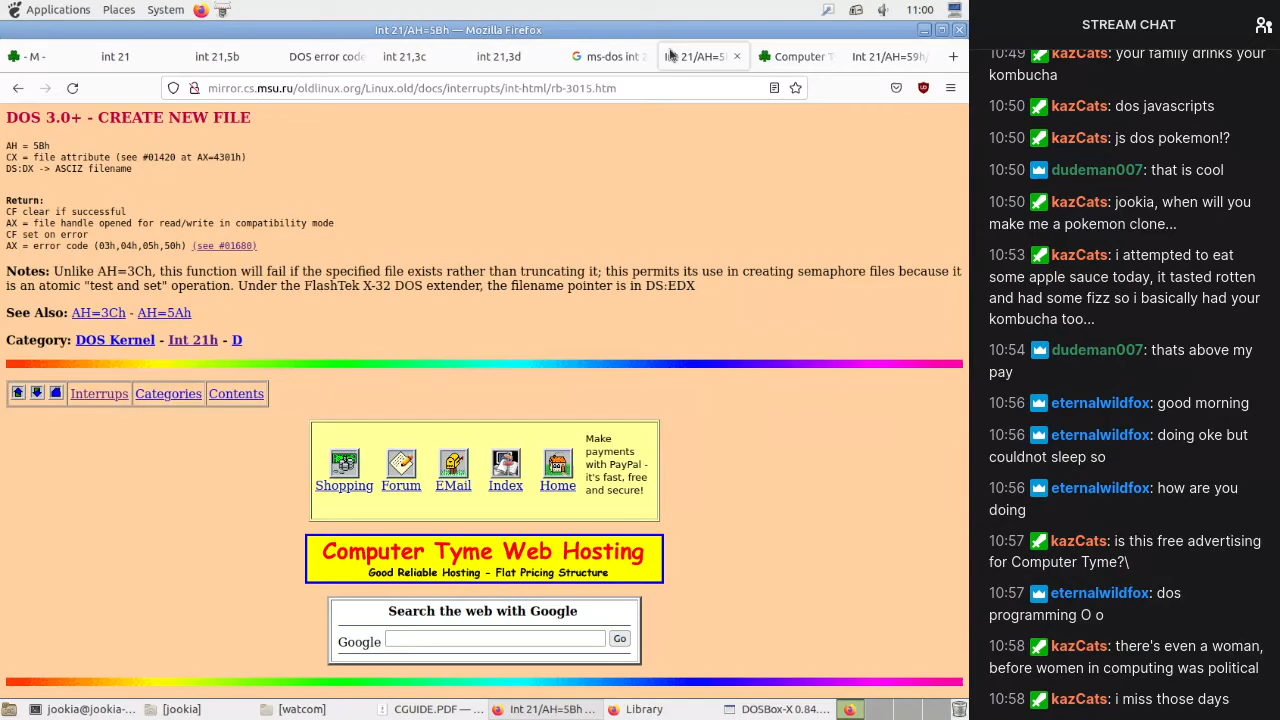 Applications Places System 11:00
Int 21/AH=5Bh — Mozilla Firefox
- M - int 21 int 21,5b DOS error code int 21,3c int 21,3d ms-dos int 2 Int 21/AH=5 Computer T Int 21/AH=59h/
mirror.cs.msu.ru/oldlinux.org/Linux.old/docs/interrupts/int-html/rb-3015.htm
DOS 3.0+ - CREATE NEW FILE
AH = 5Bh
CX = file attribute (see #01420 at AX=4301h)
DS:DX -> ASCIZ filename
Return:
CF clear if successful
AX = file handle opened for read/write in compatibility mode
CF set on error
AX = error code (03h,04h,05h,50h) (see #01680)
Notes: Unlike AH=3Ch, this function will fail if the specified file exists rather than truncating it; this permits its use in creating semaphore files because it
is an atomic "test and set" operation. Under the FlashTek X-32 DOS extender, the filename pointer is in DS:EDX
See Also: AH=3Ch - AH=5Ah
Category: DOS Kernel - Int 21h - D
Interrups Categories Contents
Shopping Forum EMail Index Home
Make
payments
with PayPal -
it's fast, free
and secure!
Computer Tyme Web Hosting
Good Reliable Hosting - Flat Pricing Structure
Search the web with Google
Google Go
jookia@jookia-... [jookia] [watcom] CGUIDE.PDF — ... Int 21/AH=5Bh ... Library DOSBox-X 0.84....
STREAM CHAT
10:49 kazCats: your family drinks your
kombucha
10:50 kazCats: dos javascripts
10:50 kazCats: js dos pokemon!?
10:50 dudeman007: that is cool
10:50 kazCats: jookia, when will you
make me a pokemon clone...
10:53 kazCats: i attempted to eat
some apple sauce today, it tasted rotten
and had some fizz so i basically had your
kombucha too...
10:54 dudeman007: thats above my
pay
10:56 eternalwildfox: good morning
10:56 eternalwildfox: doing oke but
couldnot sleep so
10:56 eternalwildfox: how are you
doing
10:57 kazCats: is this free advertising
for Computer Tyme?\
10:57 eternalwildfox: dos
programming O o
10:58 kazCats: there's even a woman,
before women in computing was political
10:58 kazCats: i miss those days